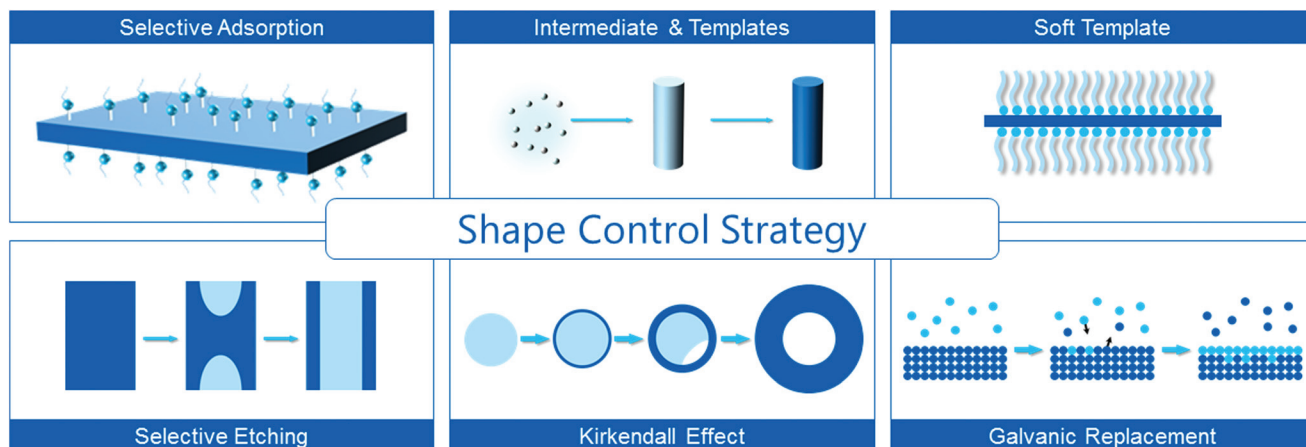 Selective Adsorption
Intermediate & Templates
Soft Template
Shape Control Strategy
Selective Etching
Kirkendall Effect
Galvanic Replacement